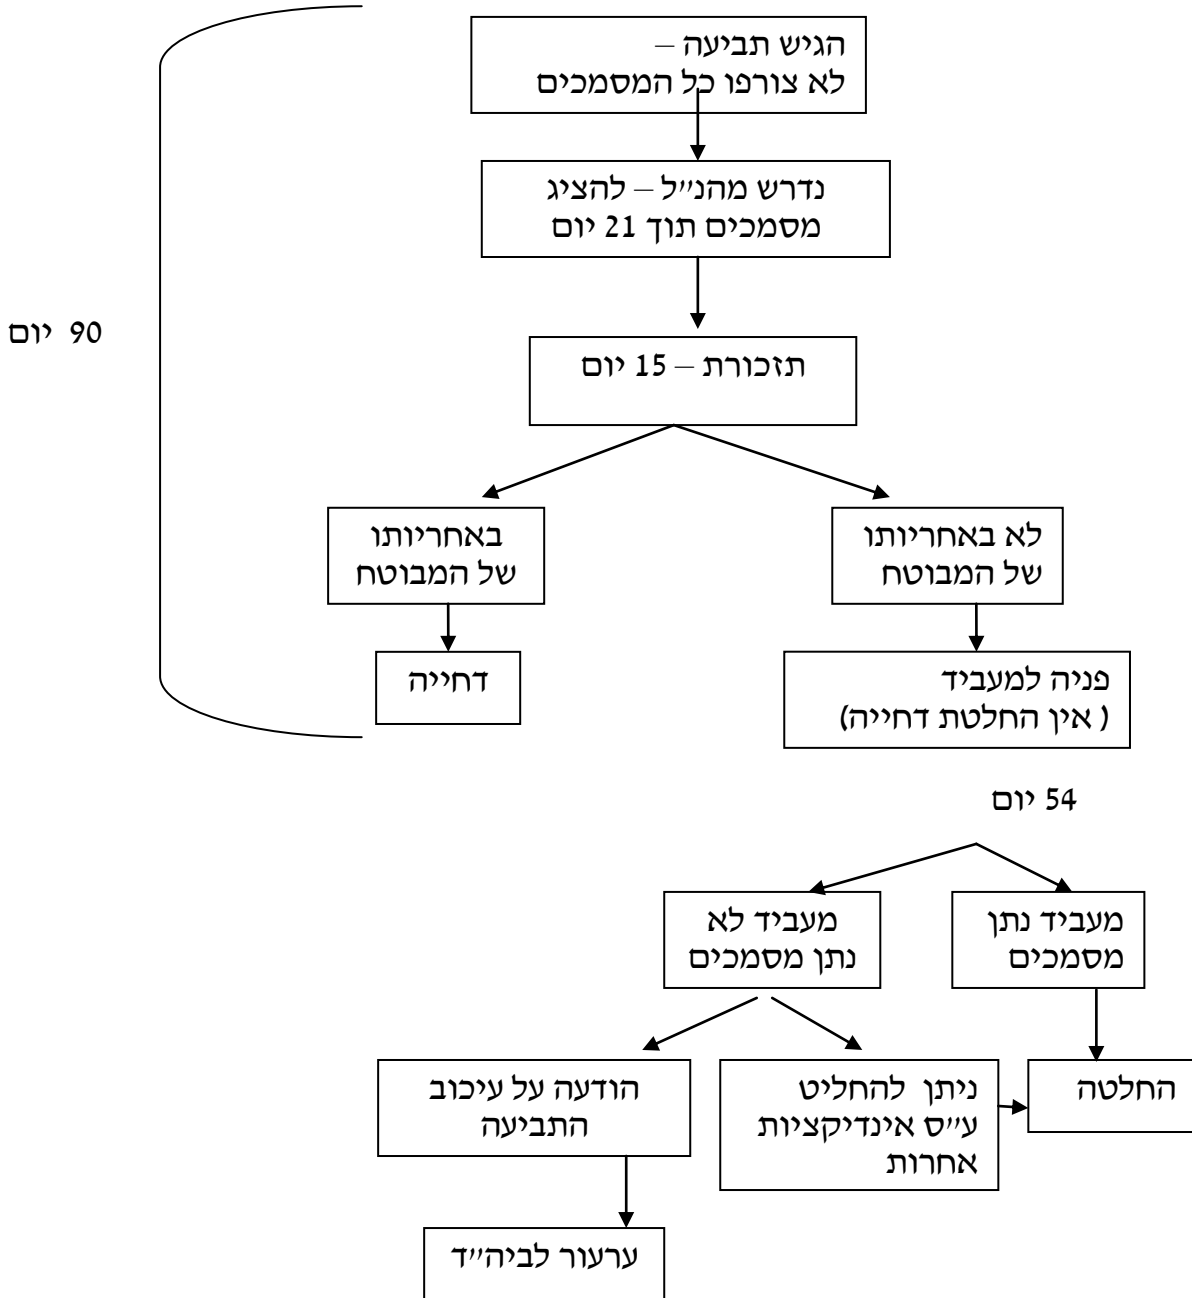 הגיש תביעה –
לא צורפו כל המסמכים
נדרש מהנ״ל – להציג
מסמכים תוך 21 יום
90 יום
תזכורת – 15 יום
לא באחריותו
של המבוטח
באחריותו
של המבוטח
פניה למעביד
( אין החלטת דחייה)
דחייה
54 יום
מעביד נתן
מסמכים
מעביד לא
נתן מסמכים
החלטה
ניתן להחליט
ע״ס אינדיקציות
אחרות
הודעה על עיכוב
התביעה
ערעור לביה״ד